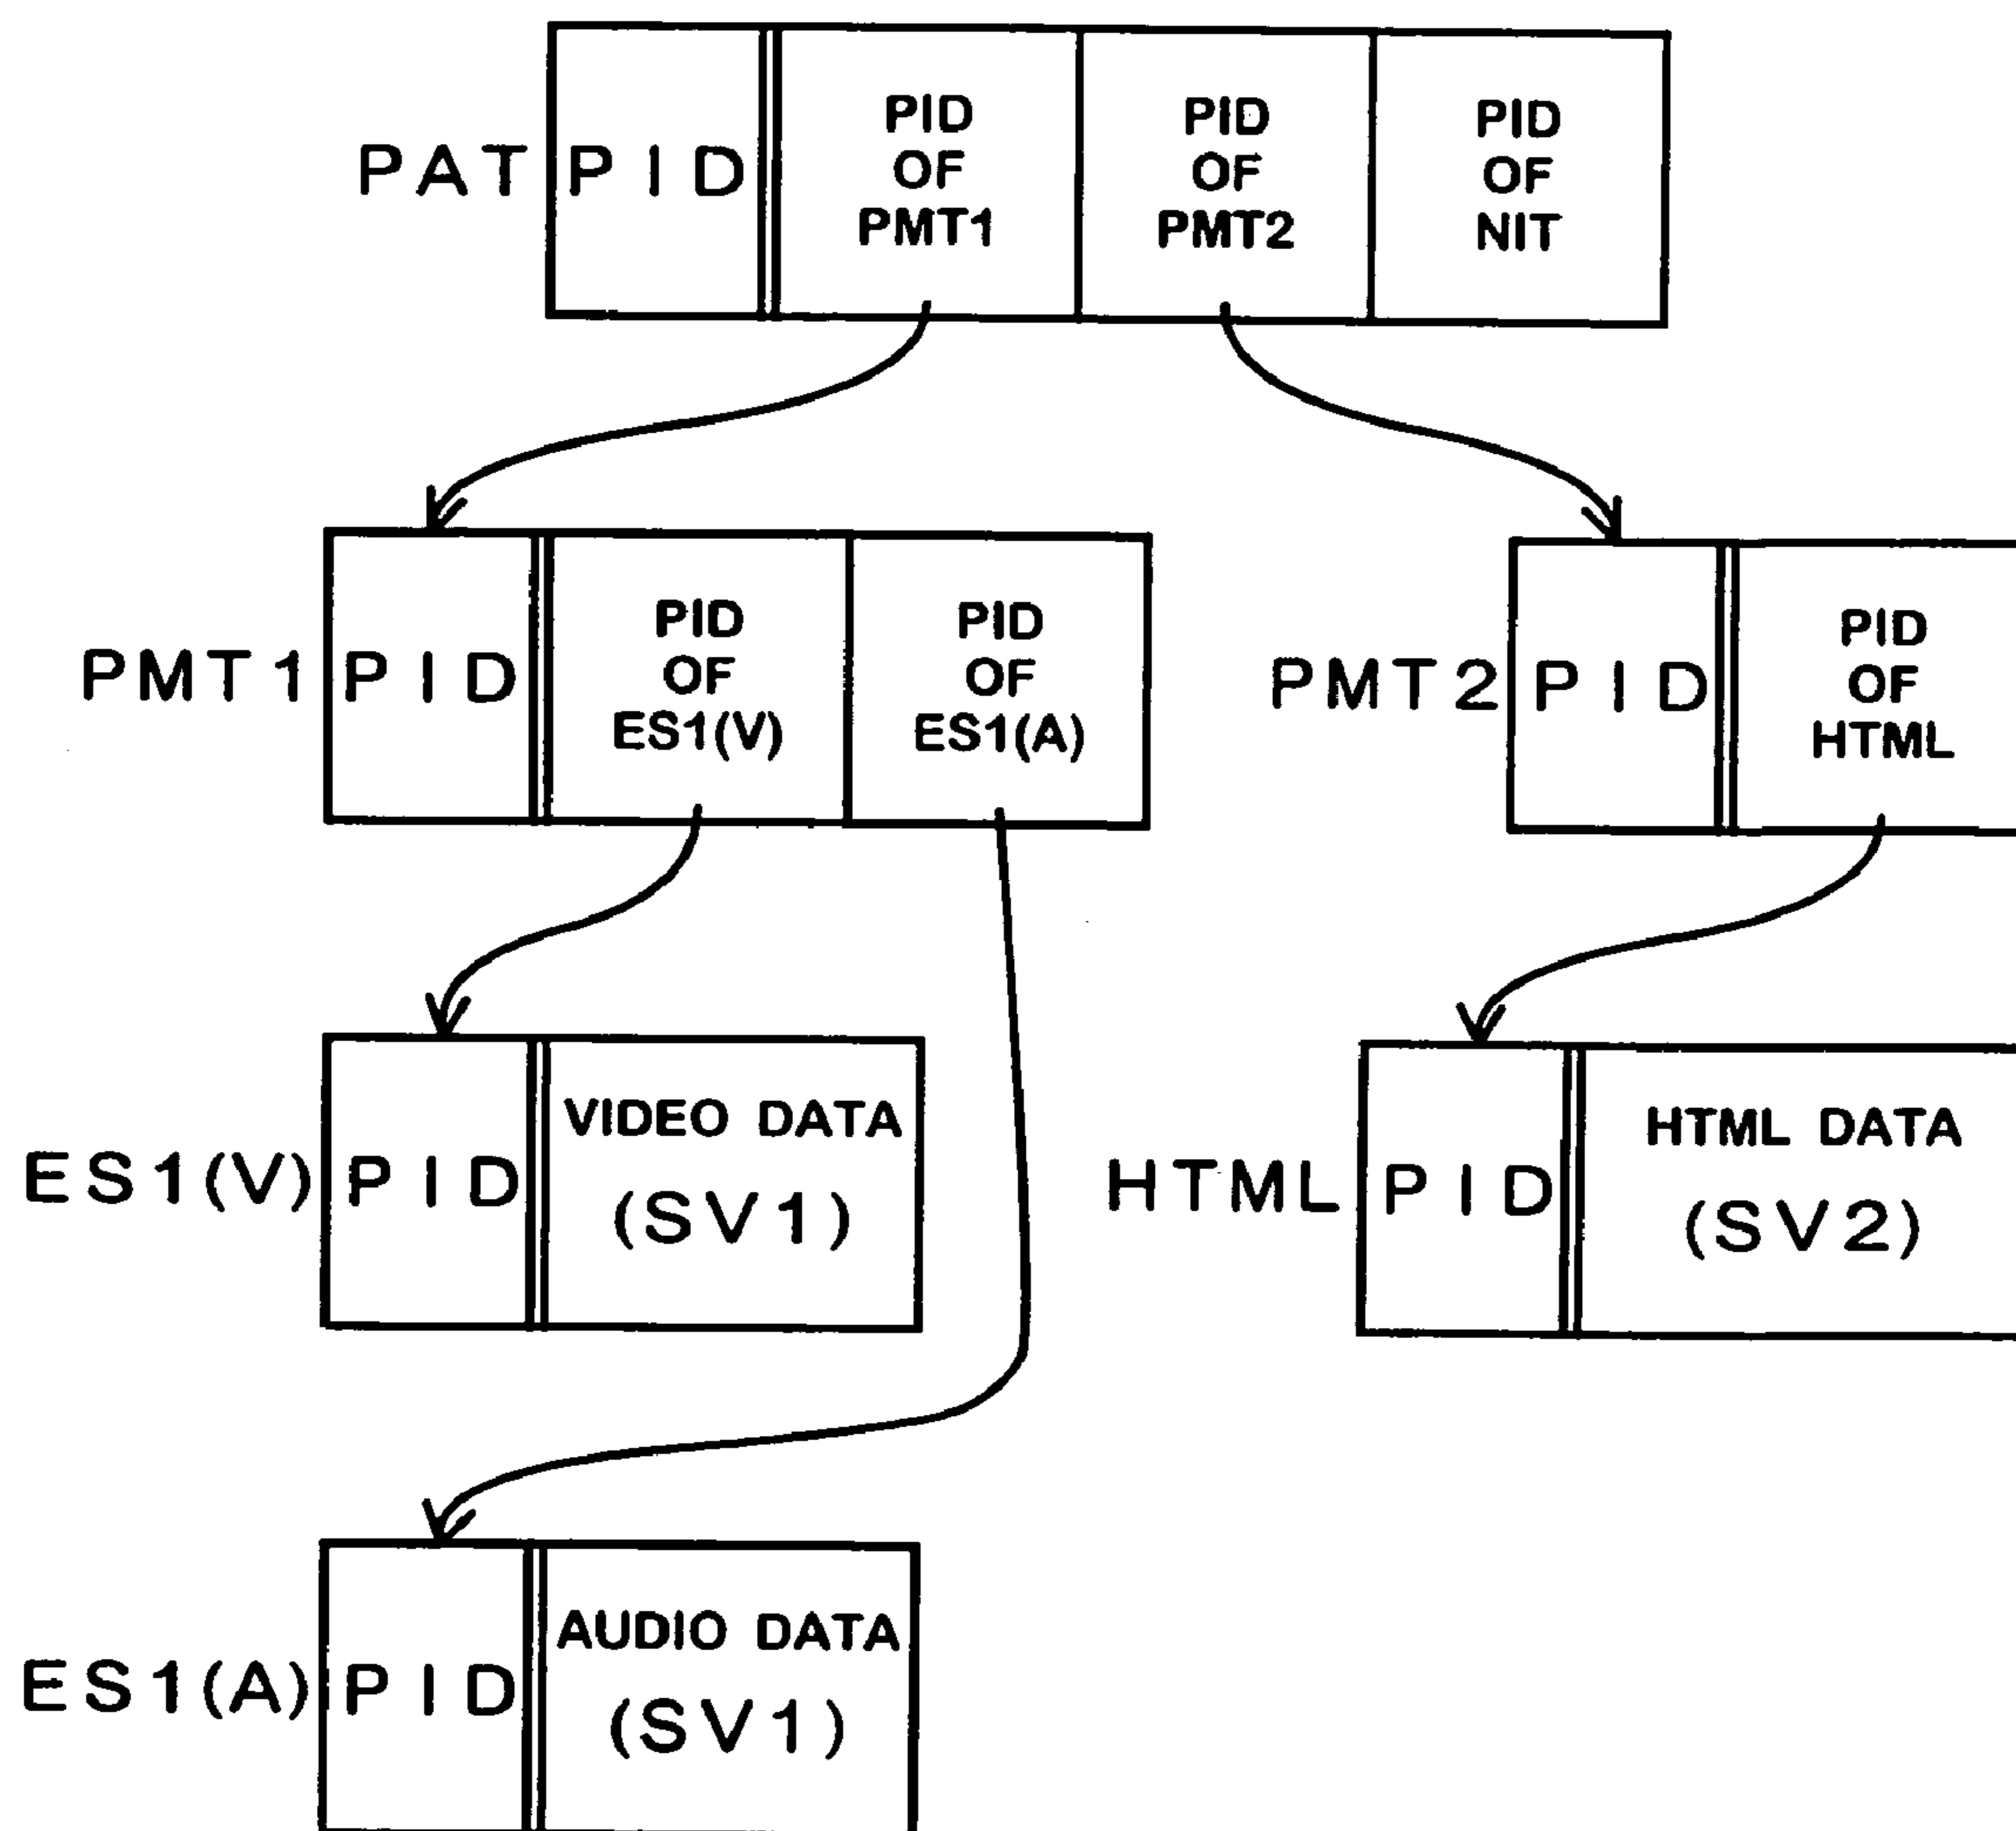 PAT
PID
PID
OF
PMT1
PID
OF
PMT2
PID
OF
NIT
PMT1
PID
PID
OF
ES1(V)
PID
OF
ES1(A)
PMT2
PID
PID
OF
HTML
ES1(V)
PID
VIDEO DATA
(SV1)
HTML
PID
HTML DATA
(SV2)
ES1(A)
PID
AUDIO DATA
(SV1)